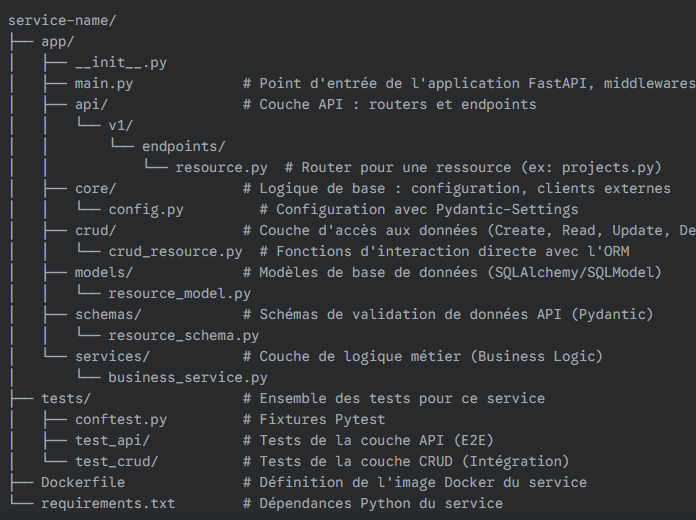 service-name/
├── app/
│   ├── __init__.py
│   ├── main.py             # Point d'entrée de l'application FastAPI, middlewares
│   ├── api/                # Couche API : routers et endpoints
│   │   └── v1/
│   │       └── endpoints/
│   │           └── resource.py  # Router pour une ressource (ex: projects.py)
│   ├── core/               # Logique de base : configuration, clients externes
│   │   └── config.py         # Configuration avec Pydantic-Settings
│   ├── crud/               # Couche d'accès aux données (Create, Read, Update, De
│   │   └── crud_resource.py  # Fonctions d'interaction directe avec l'ORM
│   ├── models/             # Modèles de base de données (SQLAlchemy/SQLModel)
│   │   └── resource_model.py
│   ├── schemas/            # Schémas de validation de données API (Pydantic)
│   │   └── resource_schema.py
│   └── services/           # Couche de logique métier (Business Logic)
│       └── business_service.py
├── tests/                  # Ensemble des tests pour ce service
│   ├── conftest.py         # Fixtures Pytest
│   ├── test_api/           # Tests de la couche API (E2E)
│   └── test_crud/          # Tests de la couche CRUD (Intégration)
├── Dockerfile              # Définition de l'image Docker du service
└── requirements.txt        # Dépendances Python du service